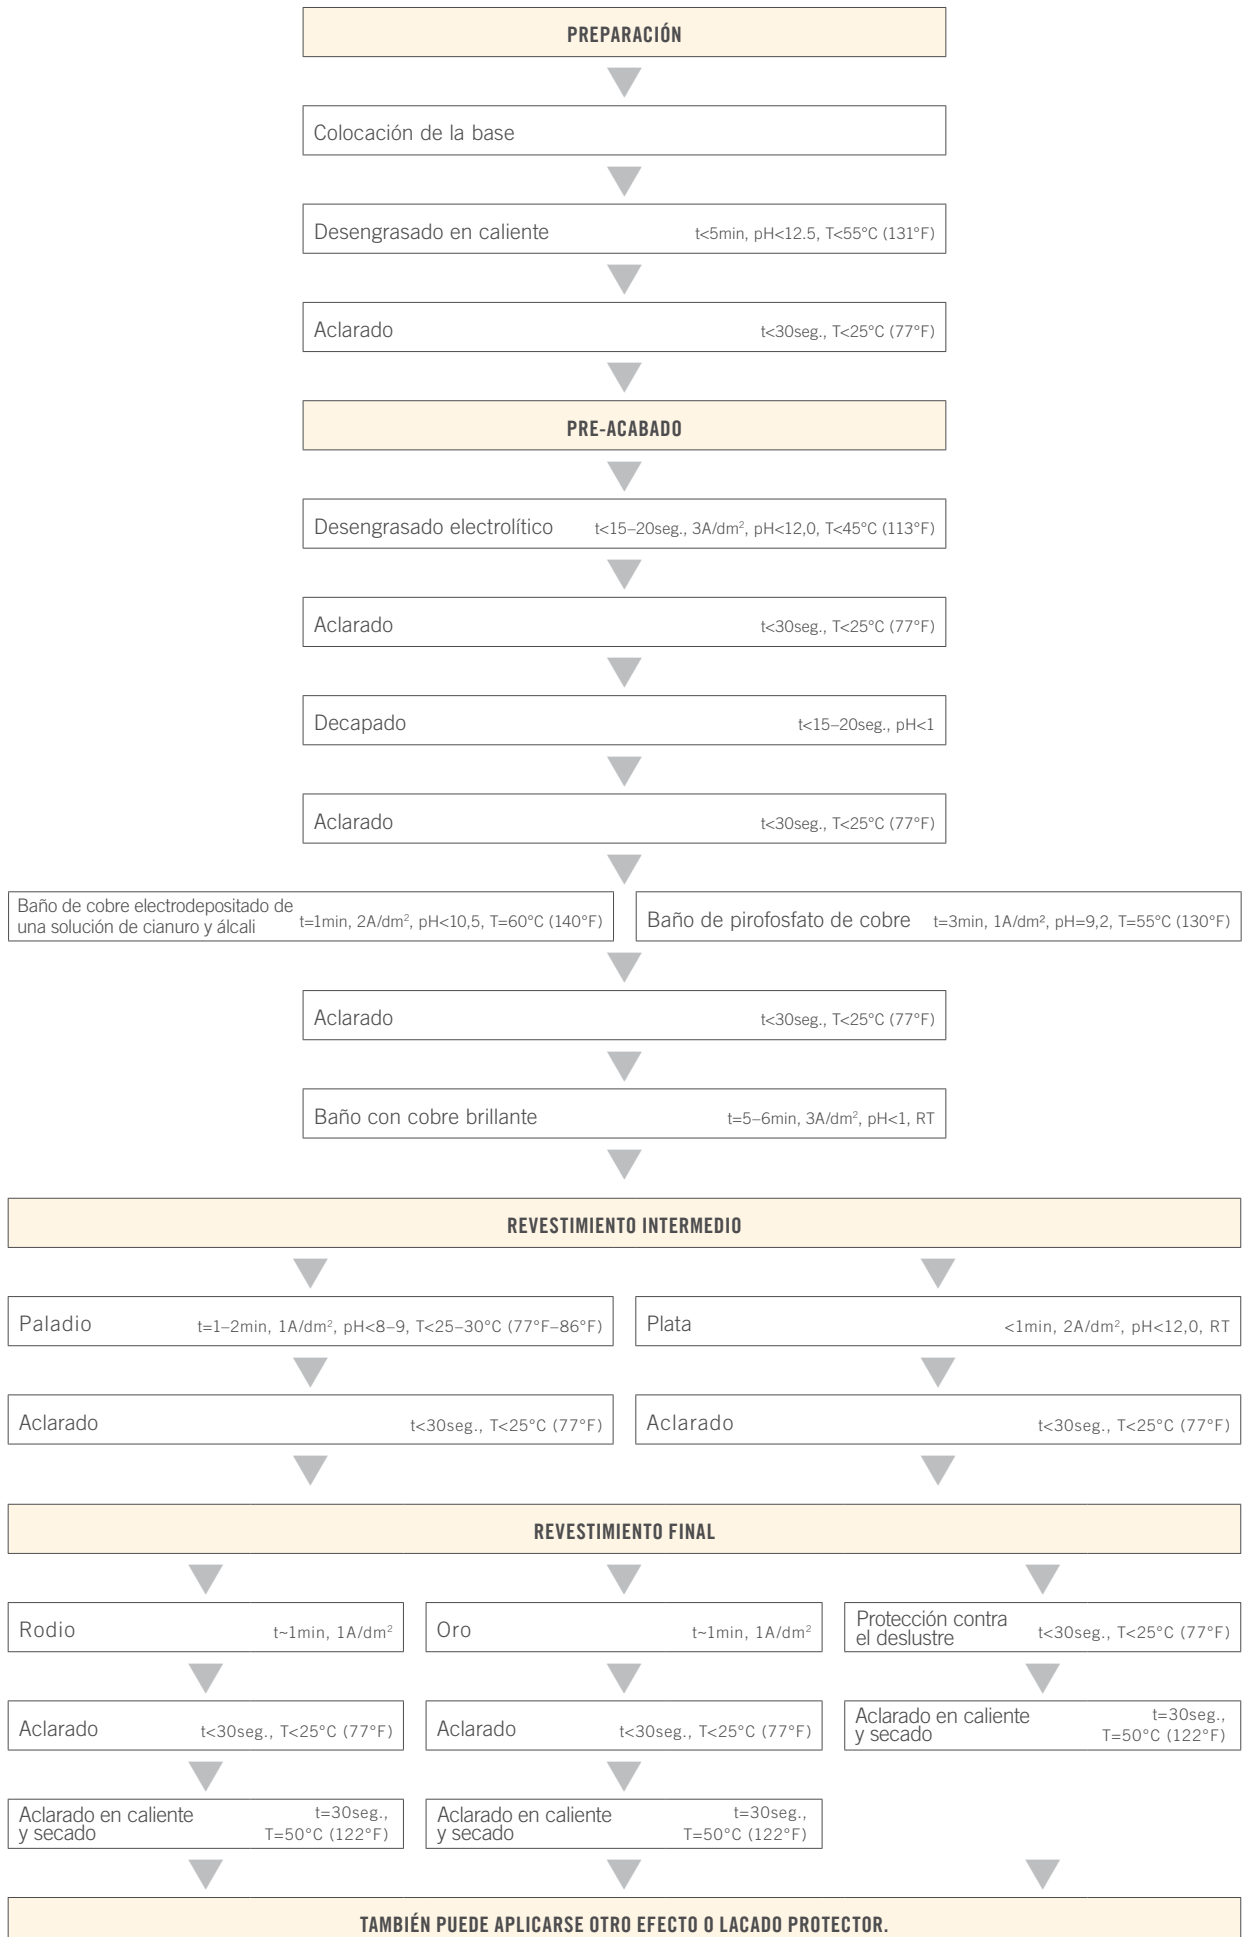 PREPARACIÓN
Colocación de la base
Desengrasado en caliente t<5min, pH<12.5, T<55°C (131°F)
Aclarado t<30seg., T<25°C (77°F)
PRE-ACABADO
Desengrasado electrolítico t<15–20seg., 3A/dm², pH<12,0, T<45°C (113°F)
Aclarado t<30seg., T<25°C (77°F)
Decapado t<15–20seg., pH<1
Aclarado t<30seg., T<25°C (77°F)
Baño de cobre electrodepositado de
una solución de cianuro y álcali t=1min, 2A/dm², pH<10,5, T=60°C (140°F)
Baño de pirofosfato de cobre t=3min, 1A/dm², pH=9,2, T=55°C (130°F)
Aclarado t<30seg., T<25°C (77°F)
Baño con cobre brillante t=5–6min, 3A/dm², pH<1, RT
REVESTIMIENTO INTERMEDIO
Paladio t=1–2min, 1A/dm², pH<8–9, T<25–30°C (77°F–86°F)
Plata <1min, 2A/dm², pH<12,0, RT
Aclarado t<30seg., T<25°C (77°F)
Aclarado t<30seg., T<25°C (77°F)
REVESTIMIENTO FINAL
Rodio t~1min, 1A/dm²
Oro t~1min, 1A/dm²
Protección contra
el deslustre t<30seg., T<25°C (77°F)
Aclarado t<30seg., T<25°C (77°F)
Aclarado t<30seg., T<25°C (77°F)
Aclarado en caliente t=30seg.,
y secado T=50°C (122°F)
Aclarado en caliente t=30seg.,
y secado T=50°C (122°F)
Aclarado en caliente t=30seg.,
y secado T=50°C (122°F)
TAMBIÉN PUEDE APLICARSE OTRO EFECTO O LACADO PROTECTOR.